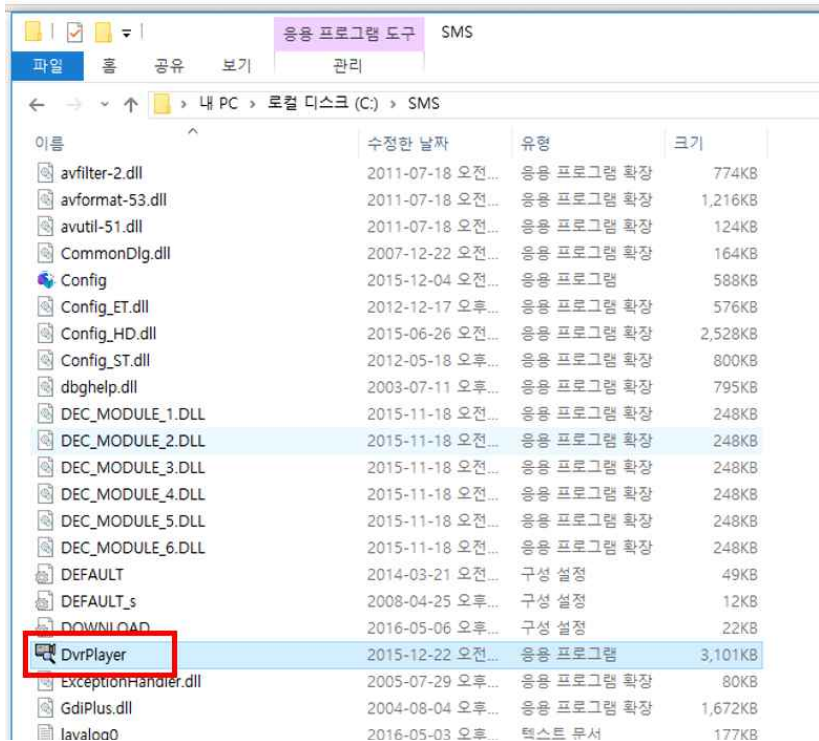 응용 프로그램 도구 SMS
파일 홈 공유 보기 관리
내 PC > 로컬 디스크 (C:) > SMS
이름 수정한 날짜 유형 크기
avfilter-2.dll 2011-07-18 오전... 응용 프로그램 확장 774KB
avformat-53.dll 2011-07-18 오전... 응용 프로그램 확장 1,216KB
avutil-51.dll 2011-07-18 오전... 응용 프로그램 확장 124KB
CommonDlg.dll 2007-12-22 오전... 응용 프로그램 확장 164KB
Config 2015-12-04 오전... 응용 프로그램 588KB
Config_ET.dll 2012-12-17 오후... 응용 프로그램 확장 576KB
Config_HD.dll 2015-06-26 오전... 응용 프로그램 확장 2,528KB
Config_ST.dll 2012-05-18 오후... 응용 프로그램 확장 800KB
dbghelp.dll 2003-07-11 오후... 응용 프로그램 확장 795KB
DEC_MODULE_1.DLL 2015-11-18 오전... 응용 프로그램 확장 248KB
DEC_MODULE_2.DLL 2015-11-18 오전... 응용 프로그램 확장 248KB
DEC_MODULE_3.DLL 2015-11-18 오전... 응용 프로그램 확장 248KB
DEC_MODULE_4.DLL 2015-11-18 오전... 응용 프로그램 확장 248KB
DEC_MODULE_5.DLL 2015-11-18 오전... 응용 프로그램 확장 248KB
DEC_MODULE_6.DLL 2015-11-18 오전... 응용 프로그램 확장 248KB
DEFAULT 2014-03-21 오전... 구성 설정 49KB
DEFAULT_s 2008-04-25 오후... 구성 설정 12KB
DOWNLOAD 2016-05-06 오후... 구성 설정 22KB
DvrPlayer 2015-12-22 오전... 응용 프로그램 3,101KB
ExceptionHandler.dll 2005-07-29 오후... 응용 프로그램 확장 80KB
GdiPlus.dll 2004-08-04 오후... 응용 프로그램 확장 1,672KB
2016-05-03 오후... 텍스트 문서 177KB